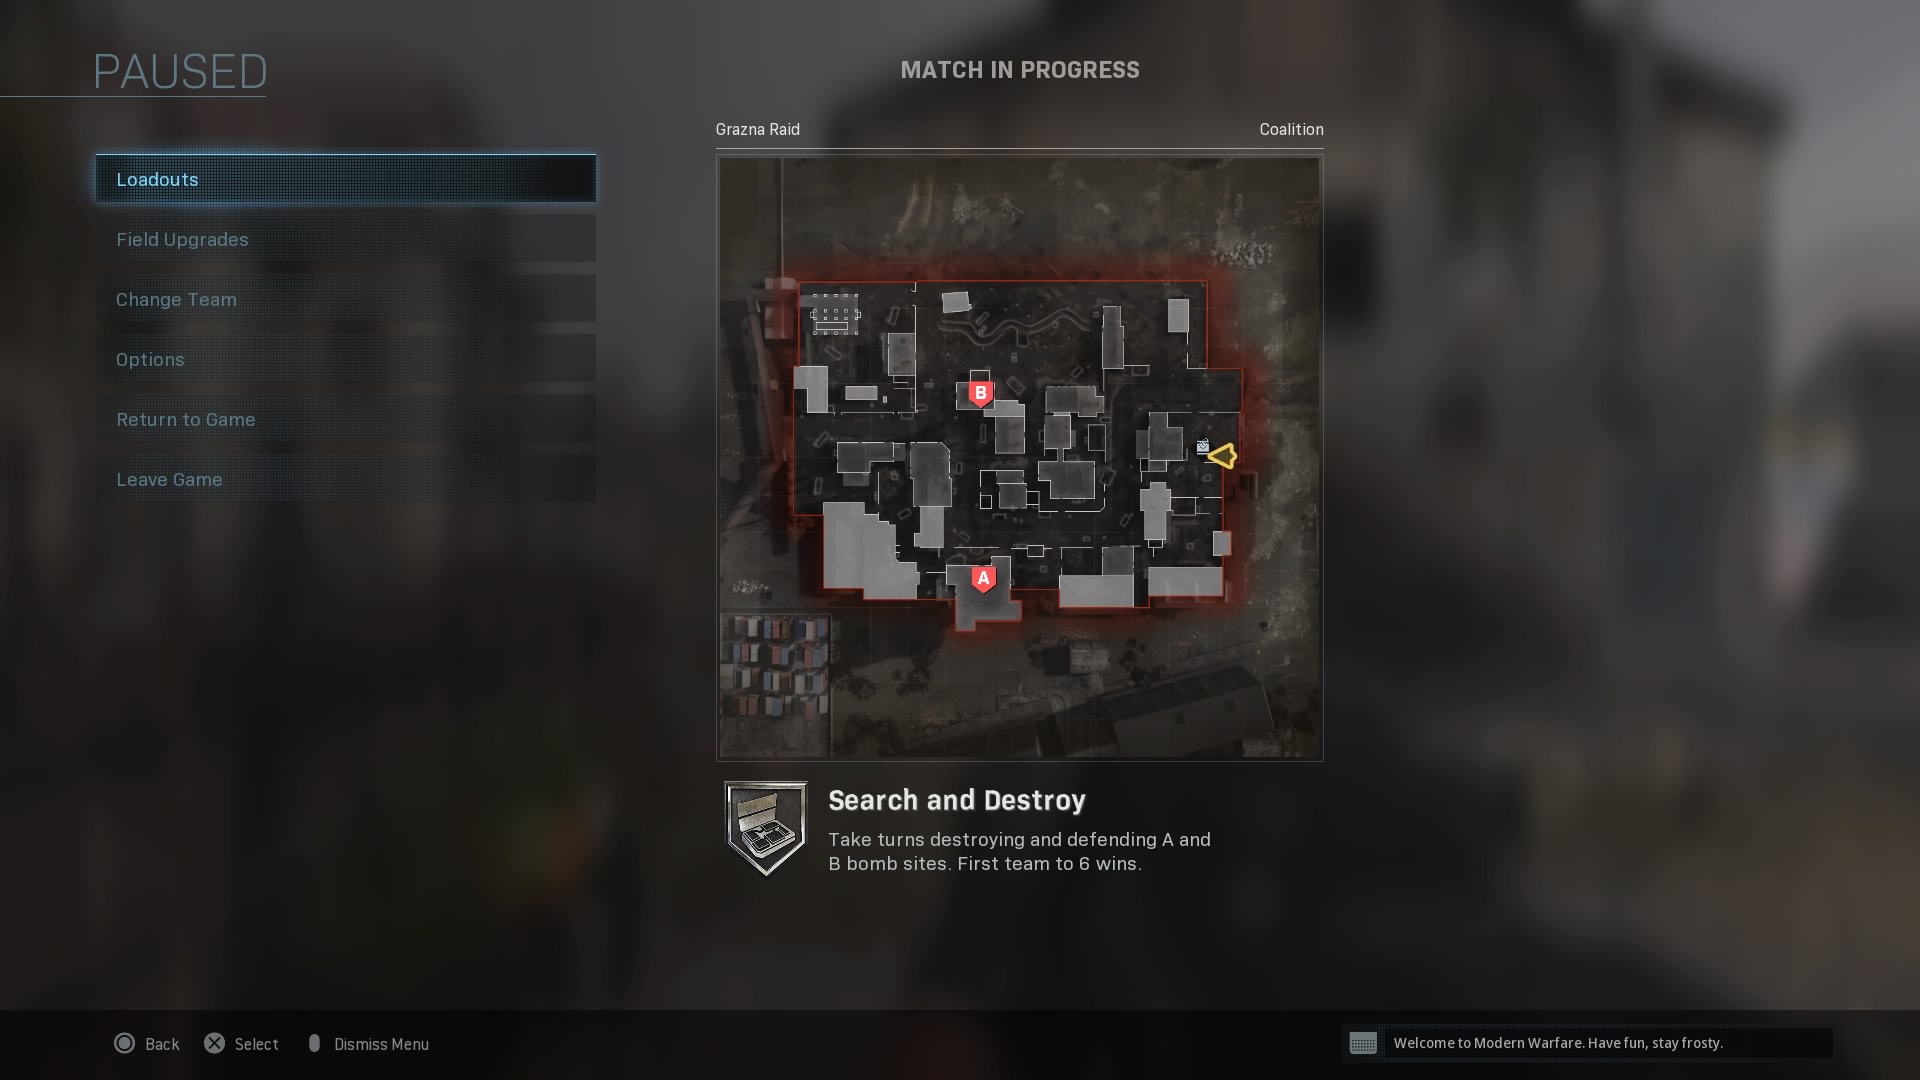 PAUSED
MATCH IN PROGRESS
Grazna Raid
Coalition
Loadouts
Field Upgrades
Change Team
Options
Return to Game
Leave Game
B
A
Search and Destroy
Take turns destroying and defending A and
B bomb sites. First team to 6 wins.
Back
Select
Dismiss Menu
Welcome to Modern Warfare. Have fun, stay frosty.